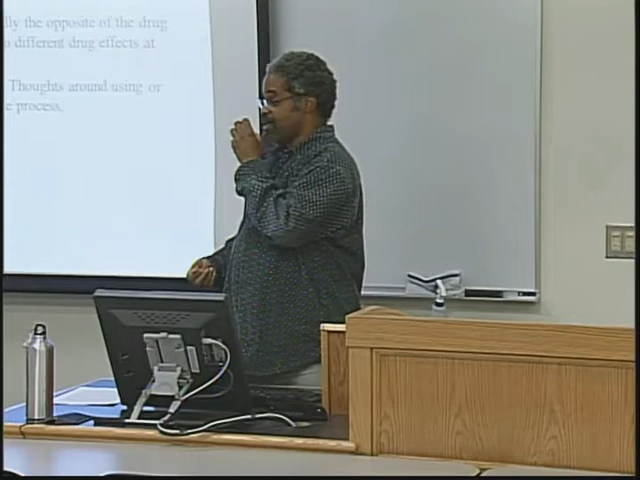 lly the opposite of the drug
o different drug effects at
Thoughts around using or
e process.